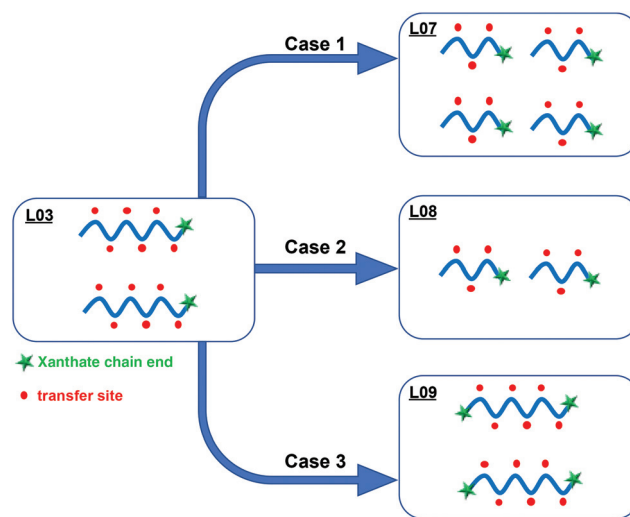 Case 1
L07
L03
Case 2
L08
Xanthate chain end
transfer site
Case 3
L09